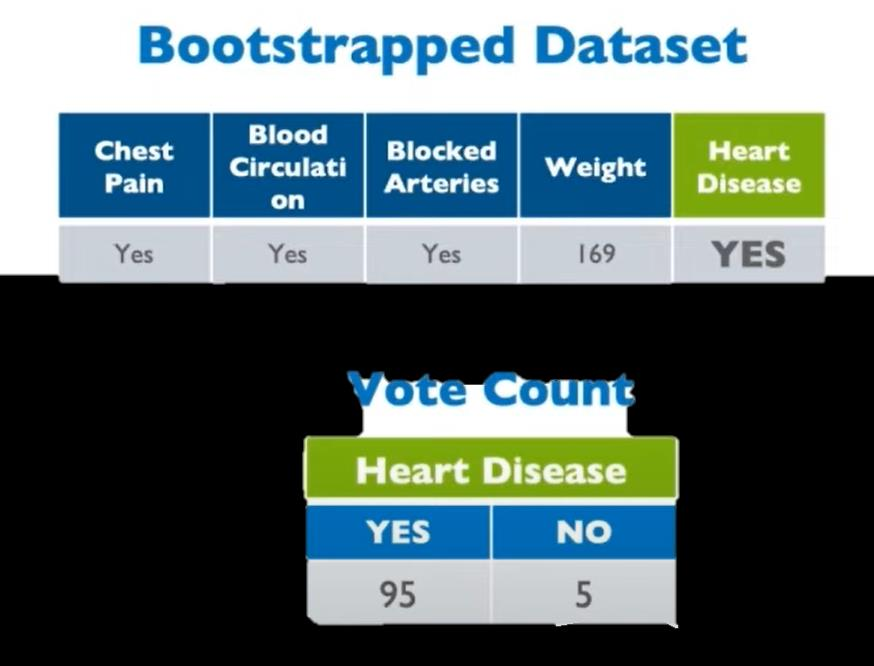 Bootstrapped Dataset
Chest Pain
Blood Circulati on
Blocked Arteries
Weight
Heart Disease
Yes Yes Yes 169 YES
Vote Count
Heart Disease
YES NO
95 5